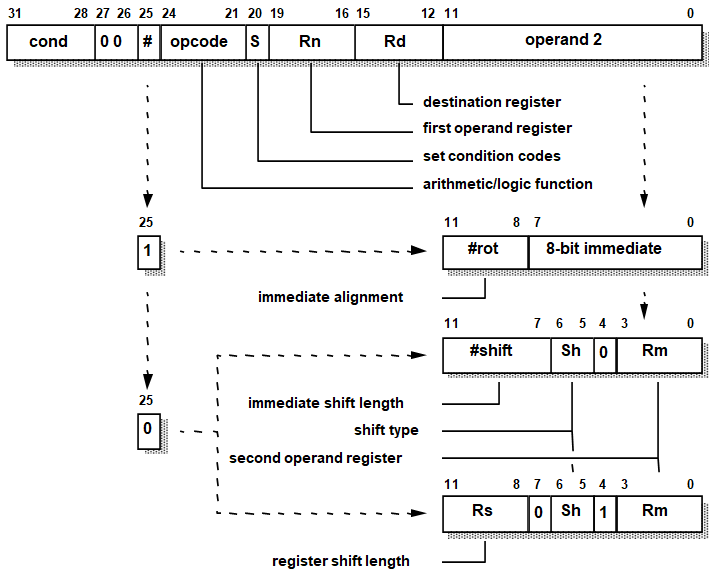 31 28 27 26 25 24 21 20 19 16 15 12 11 0
cond 0 0 # opcode S Rn Rd operand 2
destination register
first operand register
set condition codes
arithmetic/logic function
25 11 8 7 0
1 #rot 8-bit immediate
immediate alignment
11 7 6 5 4 3 0
#shift Sh 0 Rm
25
0
immediate shift length
shift type
second operand register
11 8 7 6 5 4 3 0
Rs 0 Sh 1 Rm
register shift length